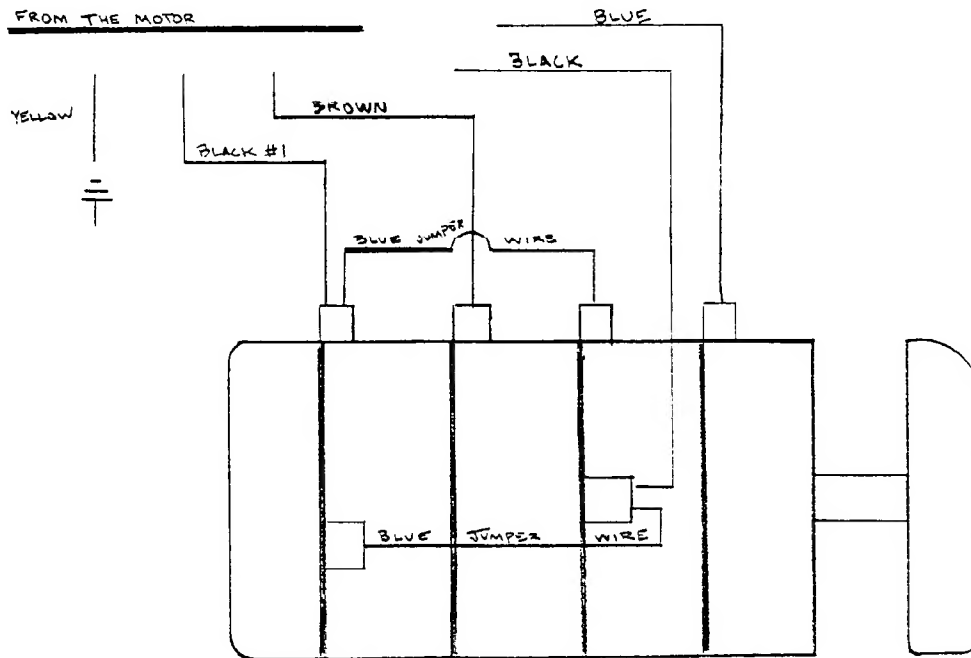 FROM THE MOTOR
BLUE
BLACK
BROWN
YELLOW
BLACK #1
BLUE JUMPER WIRE
BLUE JUMPER WIRE